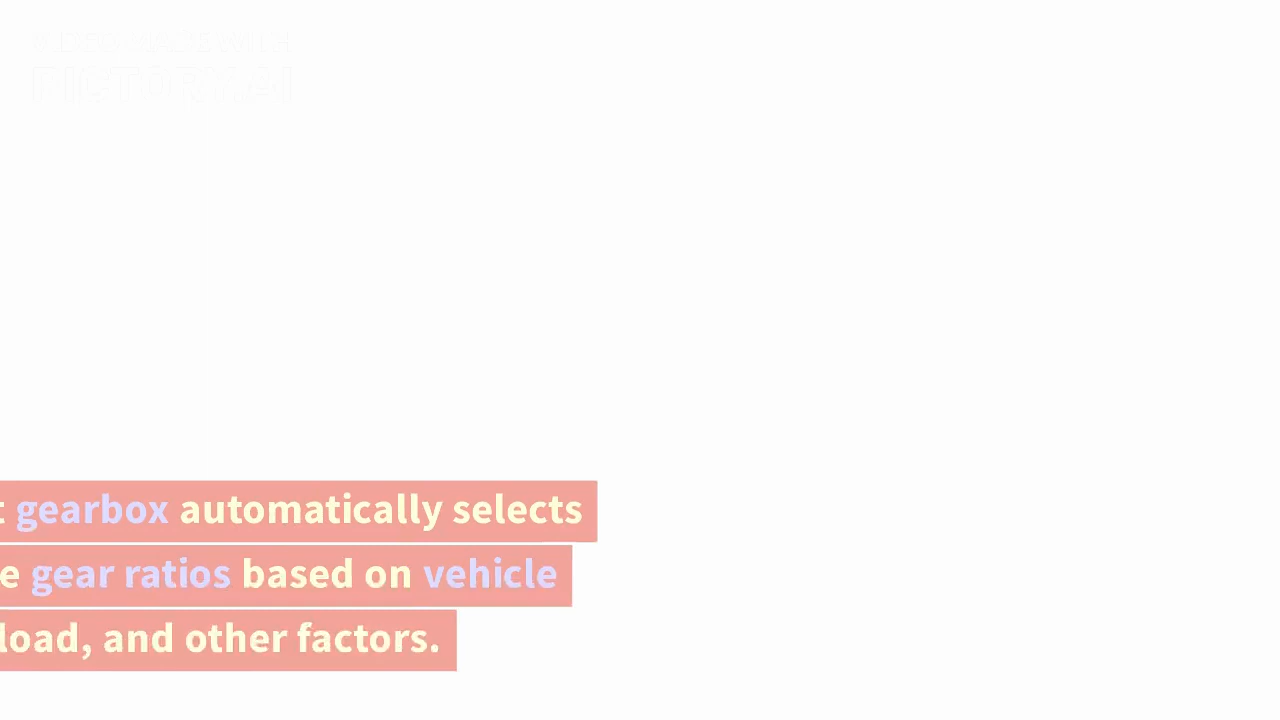 gearbox automatically selects
gear ratios based on vehicle
load, and other factors.